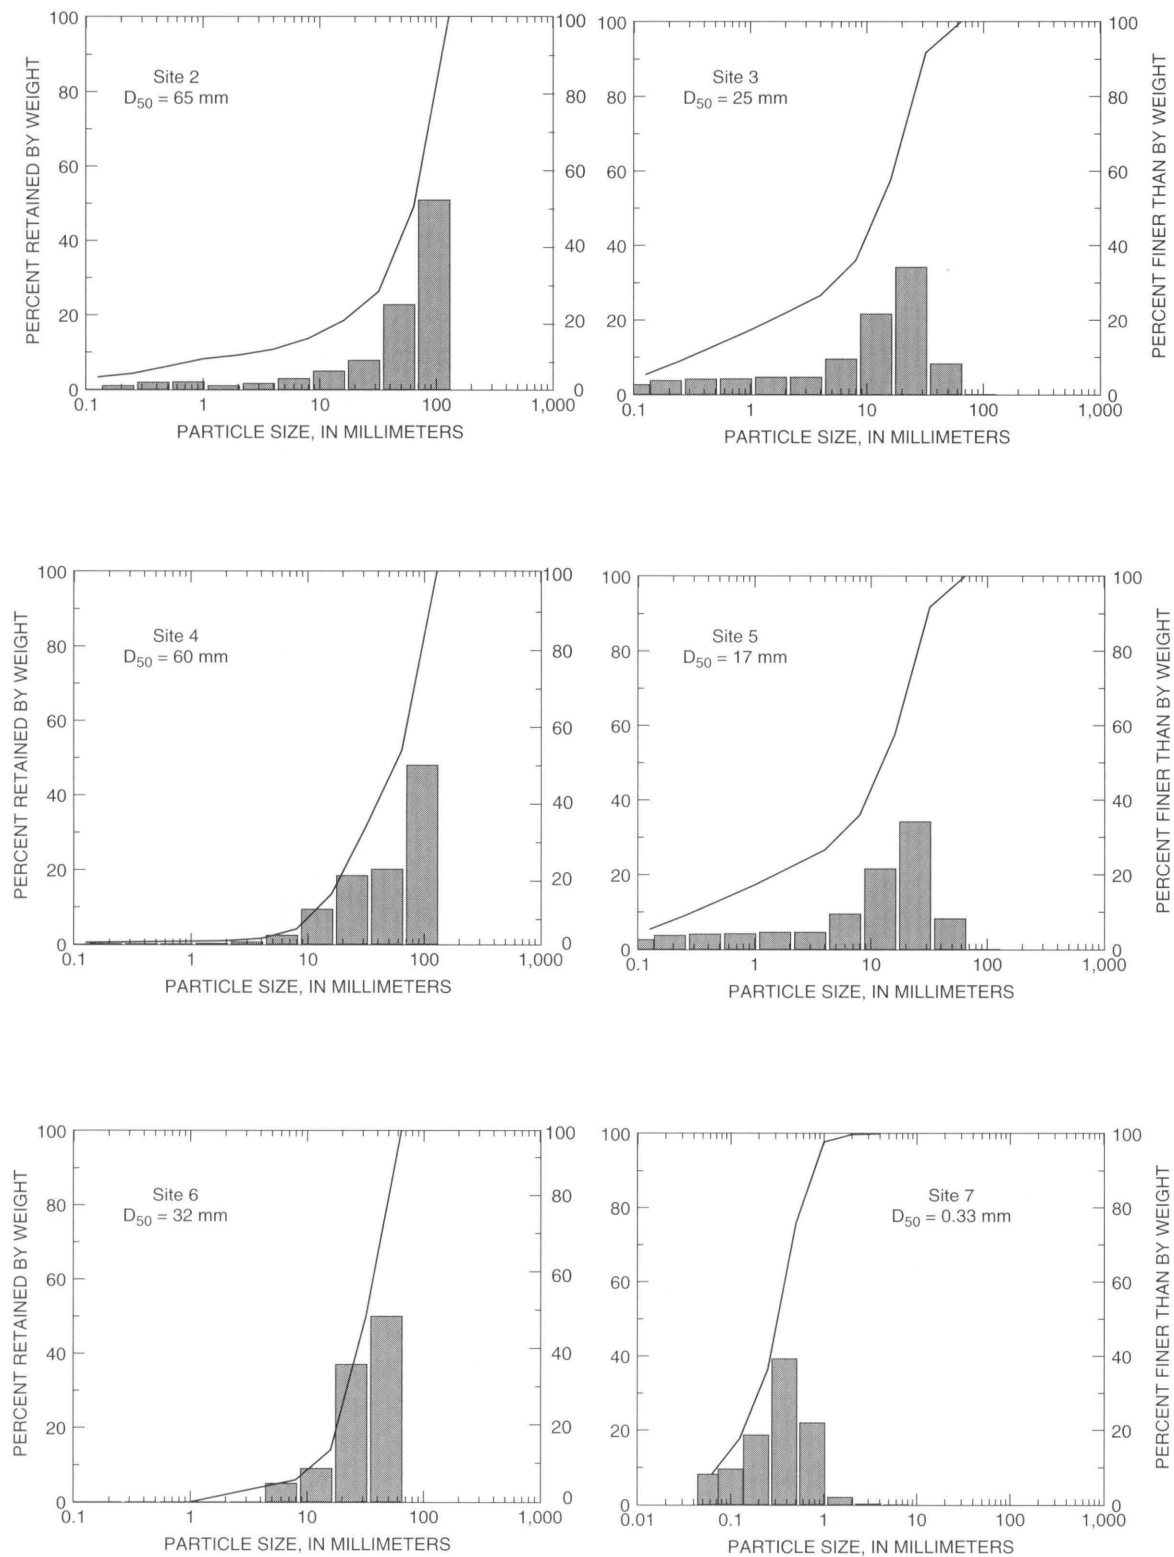 100
80
60
40
20
0
PERCENT RETAINED BY WEIGHT
Site 2
D50 = 65 mm
100
80
60
40
20
0
0.1 1 10 100 1,000
PARTICLE SIZE, IN MILLIMETERS
100
80
60
40
20
0
Site 3
D50 = 25 mm
100
80
60
40
20
0
PERCENT FINER THAN BY WEIGHT
0.1 1 10 100 1,000
PARTICLE SIZE, IN MILLIMETERS
100
80
60
40
20
0
PERCENT RETAINED BY WEIGHT
Site 4
D50 = 60 mm
100
80
60
40
20
0
0.1 1 10 100 1,000
PARTICLE SIZE, IN MILLIMETERS
100
80
60
40
20
0
Site 5
D50 = 17 mm
100
80
60
40
20
0
PERCENT FINER THAN BY WEIGHT
0.1 1 10 100 1,000
PARTICLE SIZE, IN MILLIMETERS
100
80
60
40
20
0
PERCENT RETAINED BY WEIGHT
Site 6
D50 = 32 mm
100
80
60
40
20
0
0.1 1 10 100 1,000
PARTICLE SIZE, IN MILLIMETERS
100
80
60
40
20
0
Site 7
D50 = 0.33 mm
100
80
60
40
20
0
PERCENT FINER THAN BY WEIGHT
0.01 0.1 1 10 100 1,000
PARTICLE SIZE, IN MILLIMETERS